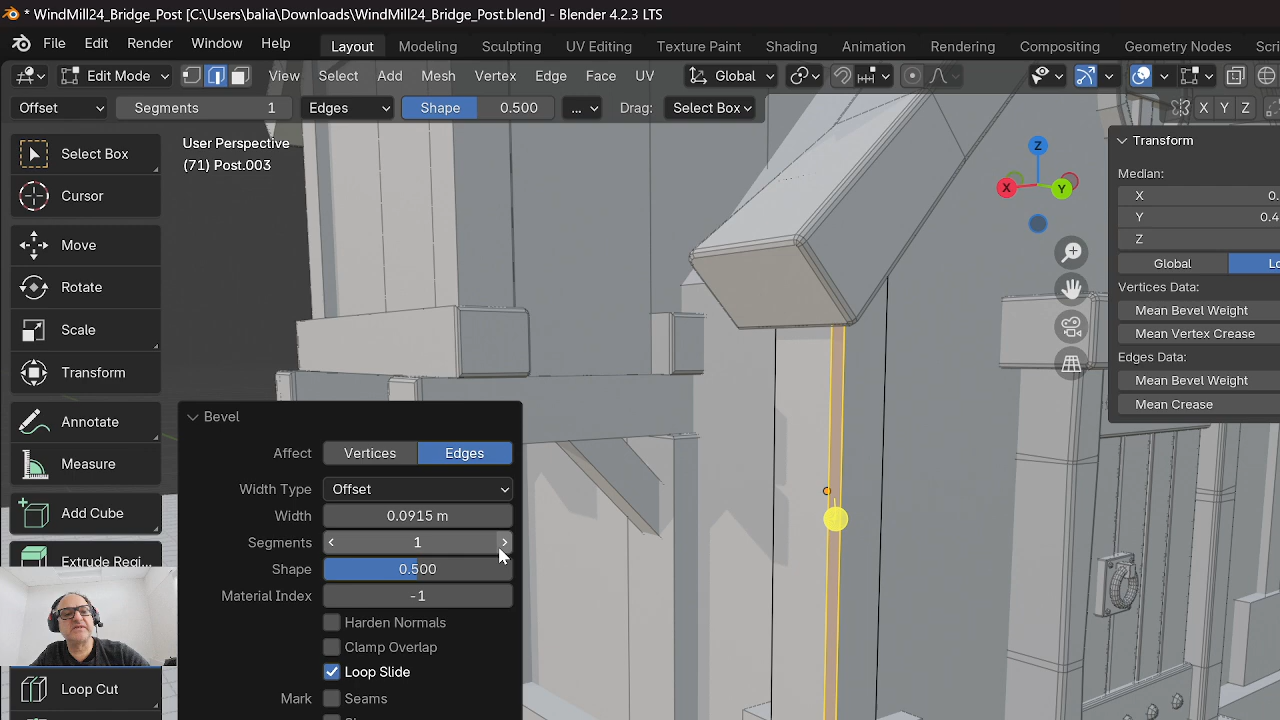 * WindMill24_Bridge_Post [C:\Users\balia\Downloads\WindMill24_Bridge_Post.blend] - Blender 4.2.3 LTS
File Edit Render Window Help Layout Modeling Sculpting UV Editing Texture Paint Shading Animation Rendering Compositing Geometry Nodes Scri
Edit Mode View Select Add Mesh Vertex Edge Face UV Global
Offset Segments 1 Edges Shape 0.500 ... Drag: Select Box X Y Z
User Perspective
(71) Post.003
Select Box
Cursor
Move
Rotate
Scale
Transform
Annotate
Measure
Add Cube
Extrude Regi...
Loop Cut
Bevel
Affect Vertices Edges
Width Type Offset
Width 0.0915 m
Segments 1
Shape 0.500
Material Index -1
Harden Normals
Clamp Overlap
Loop Slide
Mark Seams
Z
X
Y
Transform
Median:
X 0.
Y 0.4
Z
Global Lo
Vertices Data:
Mean Bevel Weight
Mean Vertex Crease
Edges Data:
Mean Bevel Weight
Mean Crease